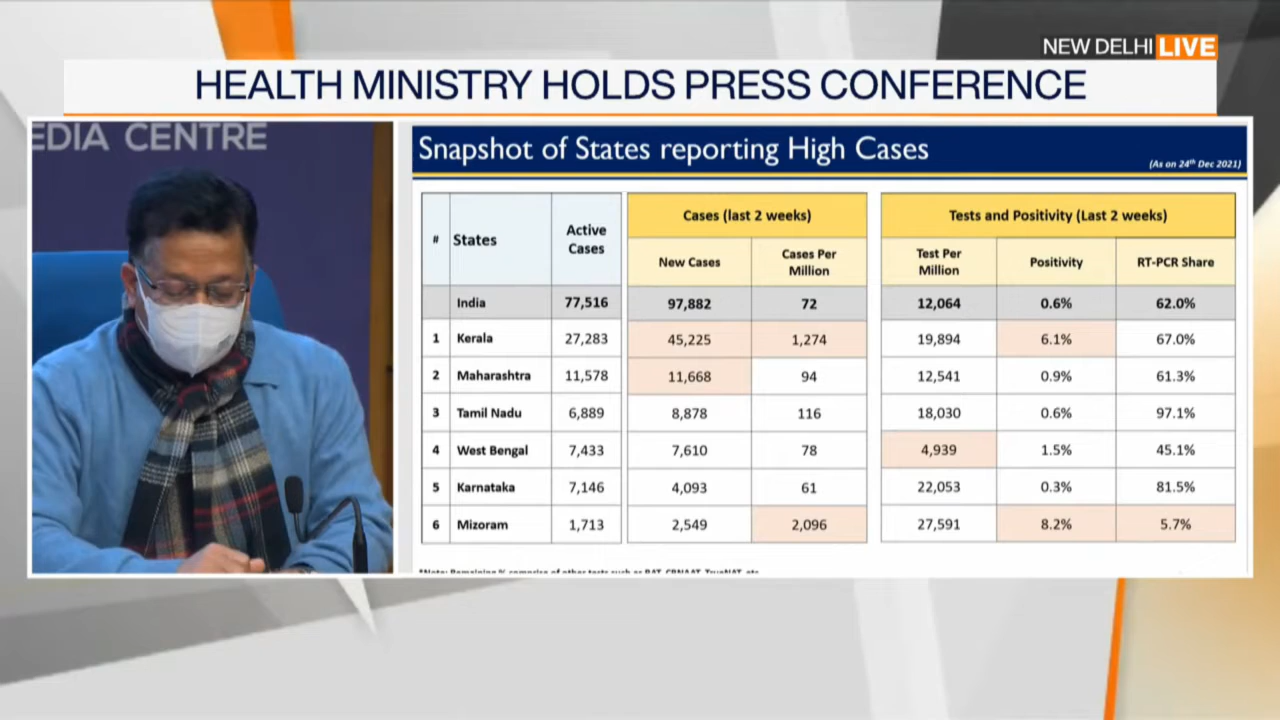 NEW DELHI LIVE
HEALTH MINISTRY HOLDS PRESS CONFERENCE
EDIA CENTRE
Snapshot of States reporting High Cases
(As on 24th Dec 2021)
# States Active Cases Cases (last 2 weeks) Tests and Positivity (Last 2 weeks)
New Cases Cases Per Million Test Per Million Positivity RT-PCR Share
India 77,516 97,882 72 12,064 0.6% 62.0%
1 Kerala 27,283 45,225 1,274 19,894 6.1% 67.0%
2 Maharashtra 11,578 11,668 94 12,541 0.9% 61.3%
3 Tamil Nadu 6,889 8,878 116 18,030 0.6% 97.1%
4 West Bengal 7,433 7,610 78 4,939 1.5% 45.1%
5 Karnataka 7,146 4,093 61 22,053 0.3% 81.5%
6 Mizoram 1,713 2,549 2,096 27,591 8.2% 5.7%